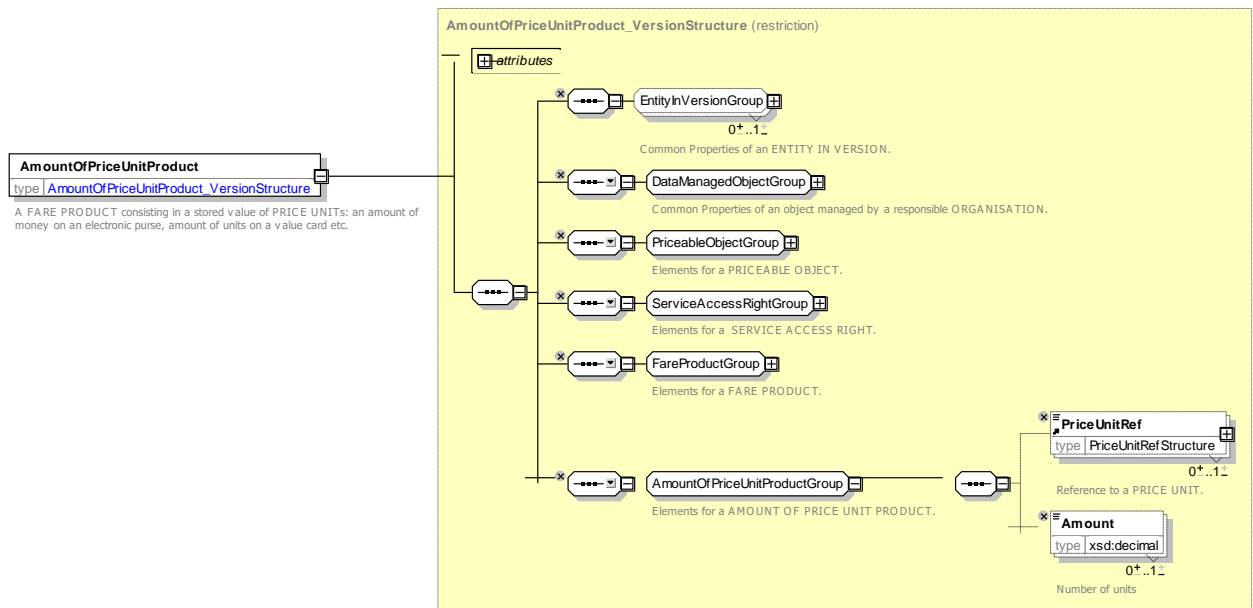 AmountOfPriceUnitProduct_VersionStructure (restriction)
attributes
EntityInVersionGroup
0..1
Common Properties of an ENTITY IN VERSION.
AmountOfPriceUnitProduct
type AmountOfPriceUnitProduct_VersionStructure
A FARE PRODUCT consisting in a stored value of PRICE UNITs: an amount of
money on an electronic purse, amount of units on a value card etc.
DataManagedObjectGroup
Common Properties of an object managed by a responsible ORGANISATION.
PriceableObjectGroup
Elements for a PRICEABLE OBJECT.
ServiceAccessRightGroup
Elements for a SERVICE ACCESS RIGHT.
FareProductGroup
Elements for a FARE PRODUCT.
AmountOfPriceUnitProductGroup
Elements for a AMOUNT OF PRICE UNIT PRODUCT.
PriceUnitRef
type PriceUnitRefStructure
0..1
Reference to a PRICE UNIT.
Amount
type xsd:decimal
0..1
Number of units